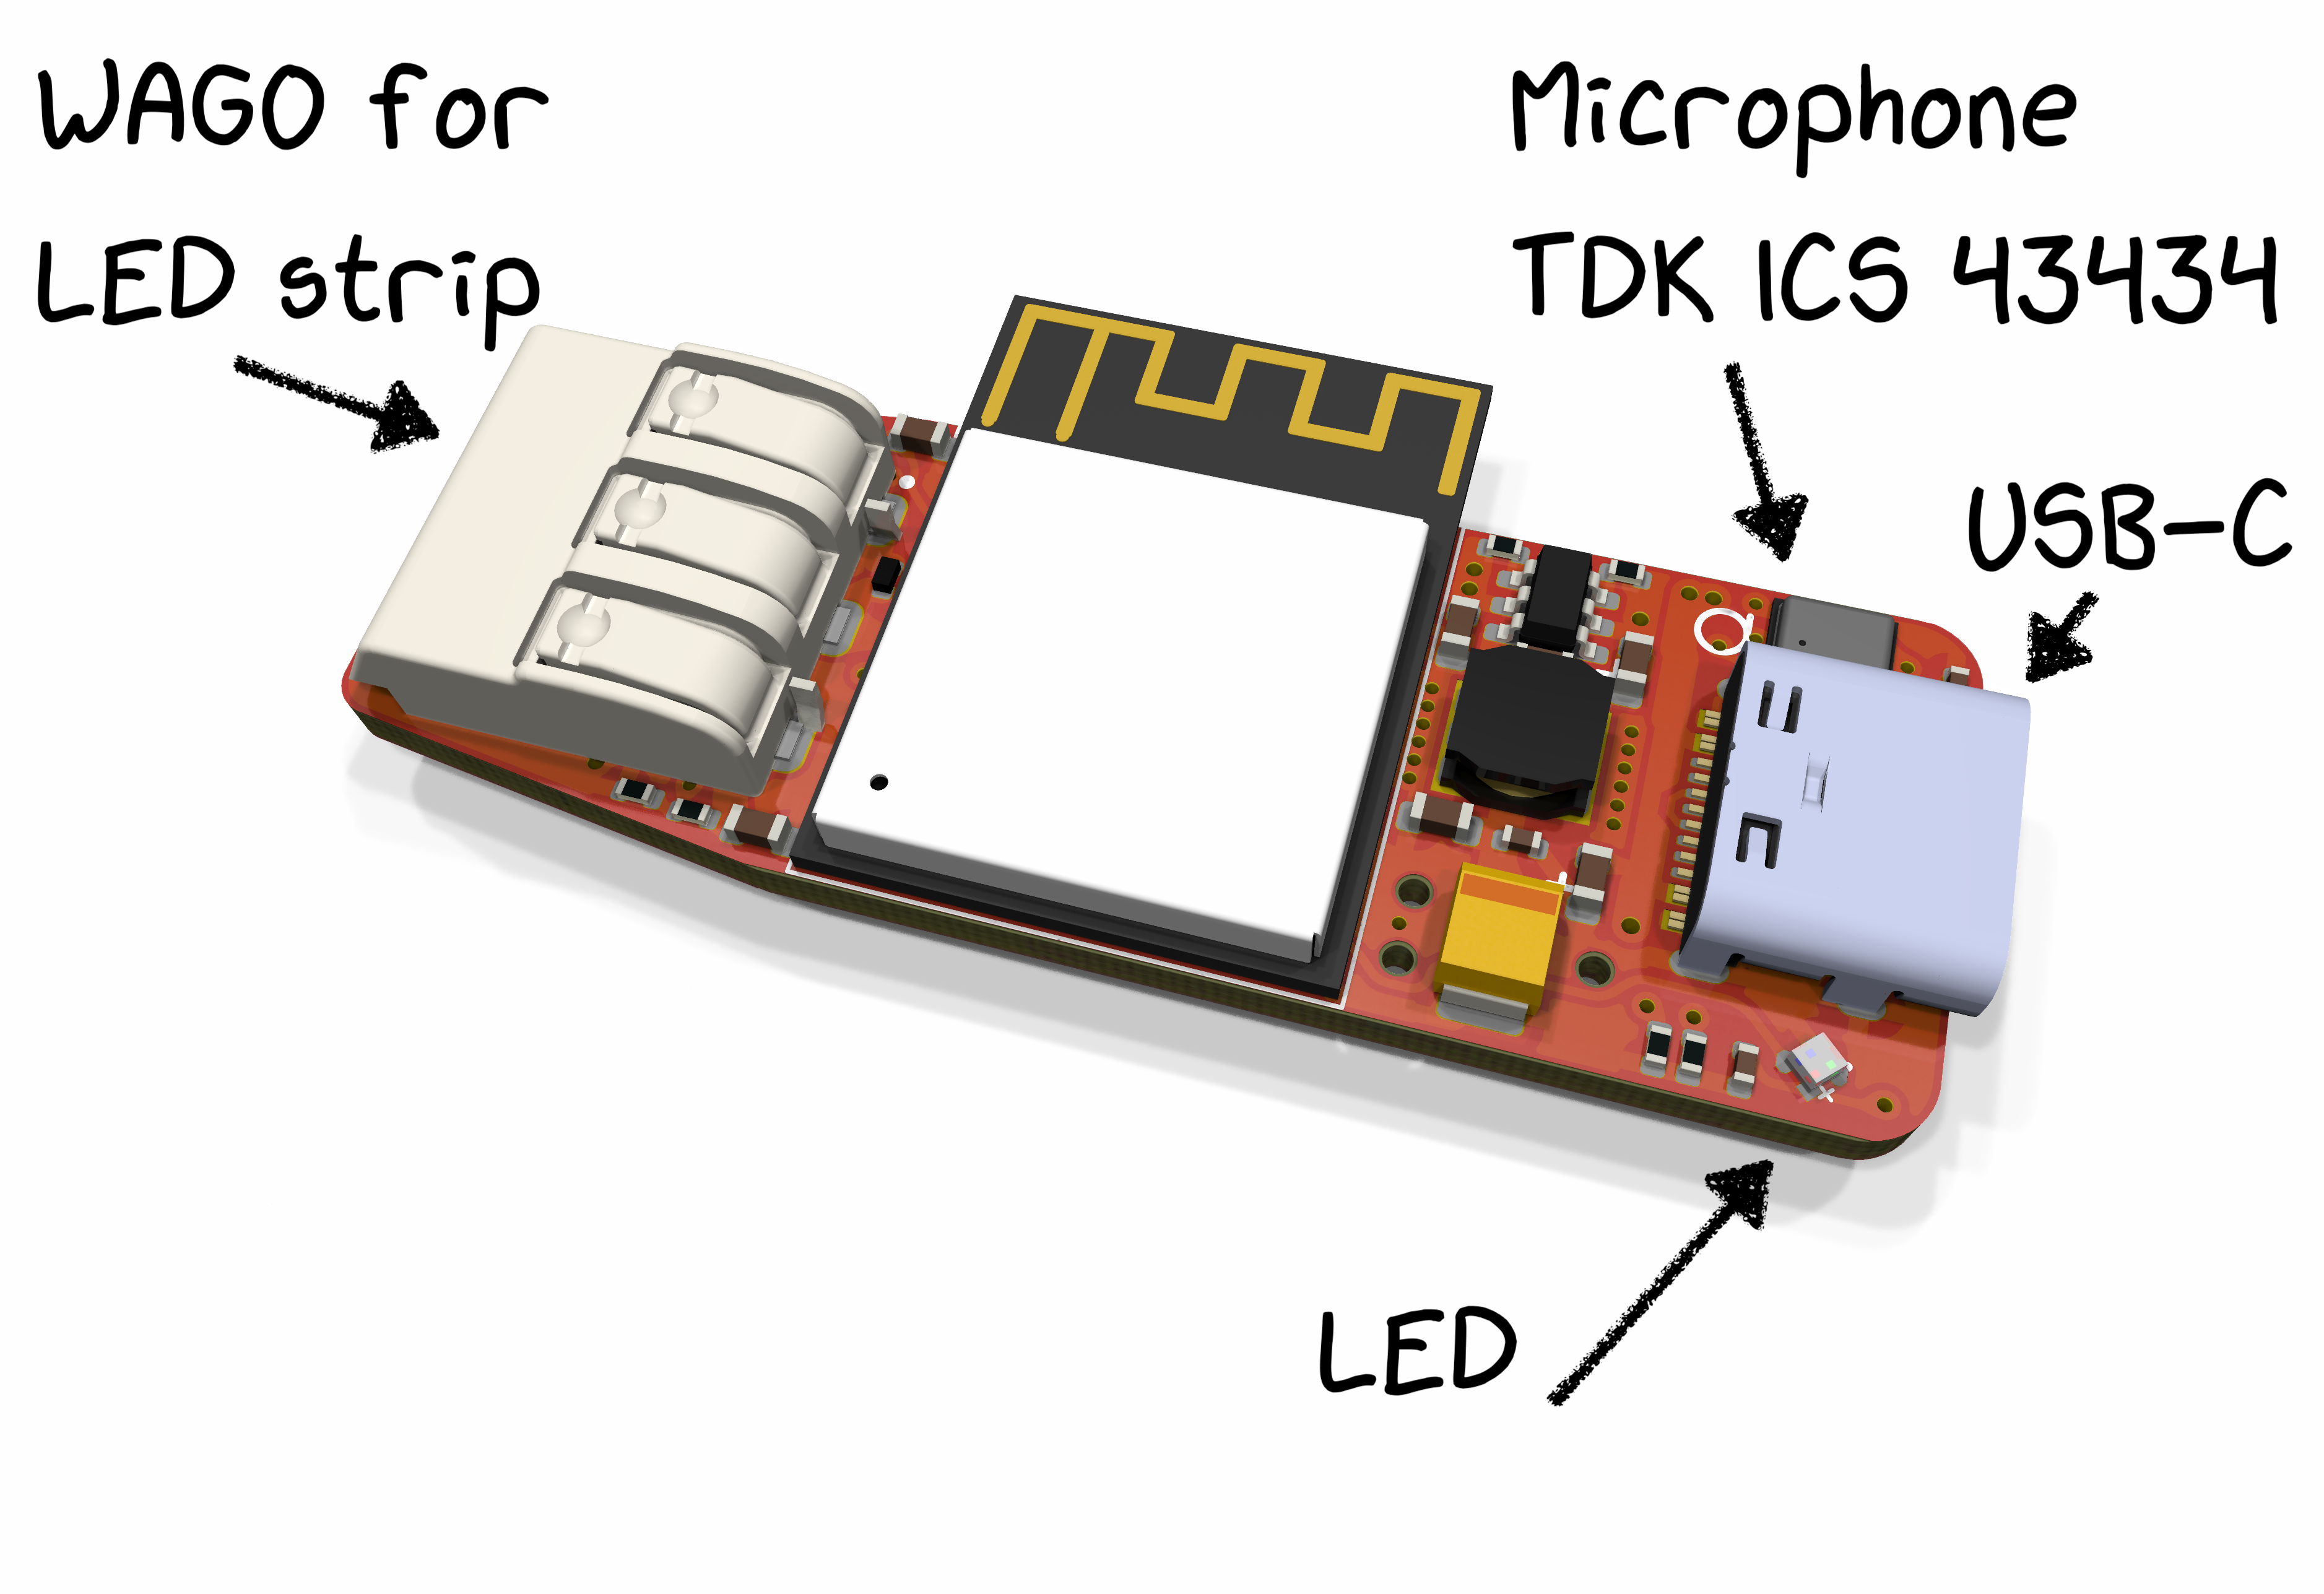 WAGO for
LED strip
Microphone
TDK ICS 43434
USB-C
LED